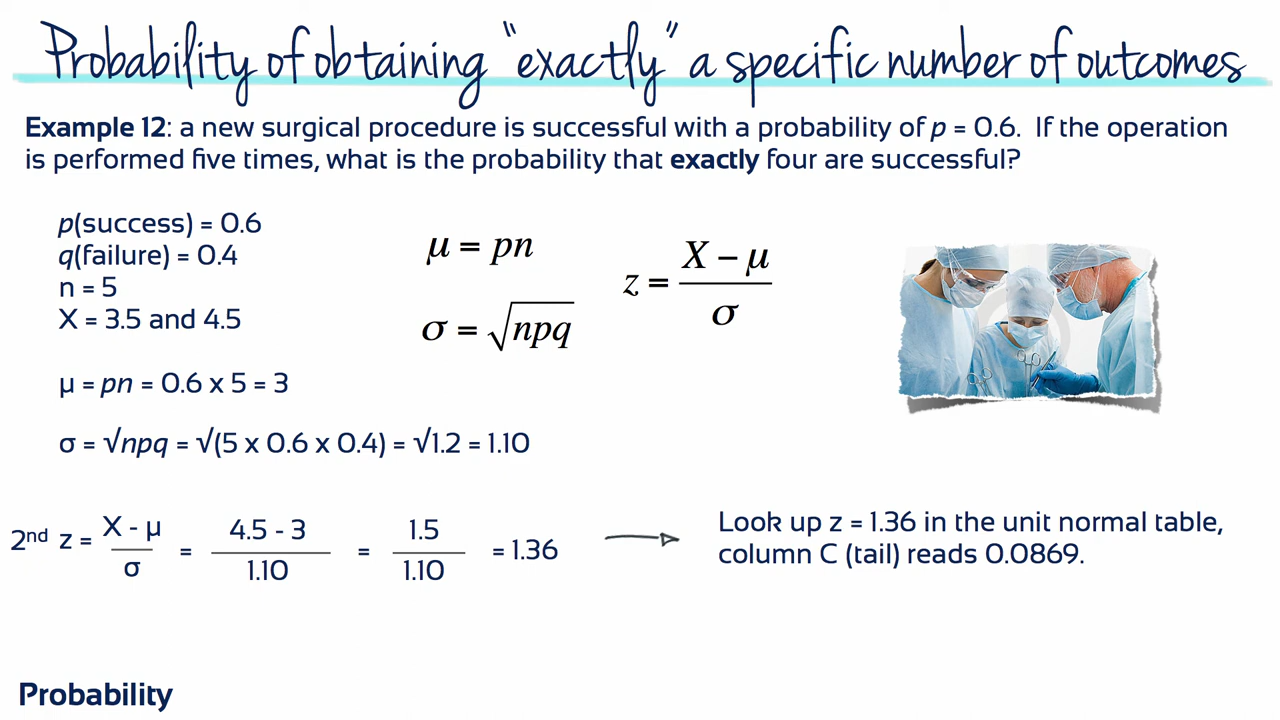 Probability of obtaining "exactly" a specific number of outcomes
Example 12: a new surgical procedure is successful with a probability of p = 0.6. If the operation
is performed five times, what is the probability that exactly four are successful?
p(success) = 0.6
q(failure) = 0.4
n = 5
X = 3.5 and 4.5
μ = pn
σ = √npq
z = (X − μ) / σ
μ = pn = 0.6 x 5 = 3
σ = √npq = √(5 x 0.6 x 0.4) = √1.2 = 1.10
2nd z = (X - μ) / σ = (4.5 - 3) / 1.10 = 1.5 / 1.10 = 1.36
Look up z = 1.36 in the unit normal table,
column C (tail) reads 0.0869.
Probability